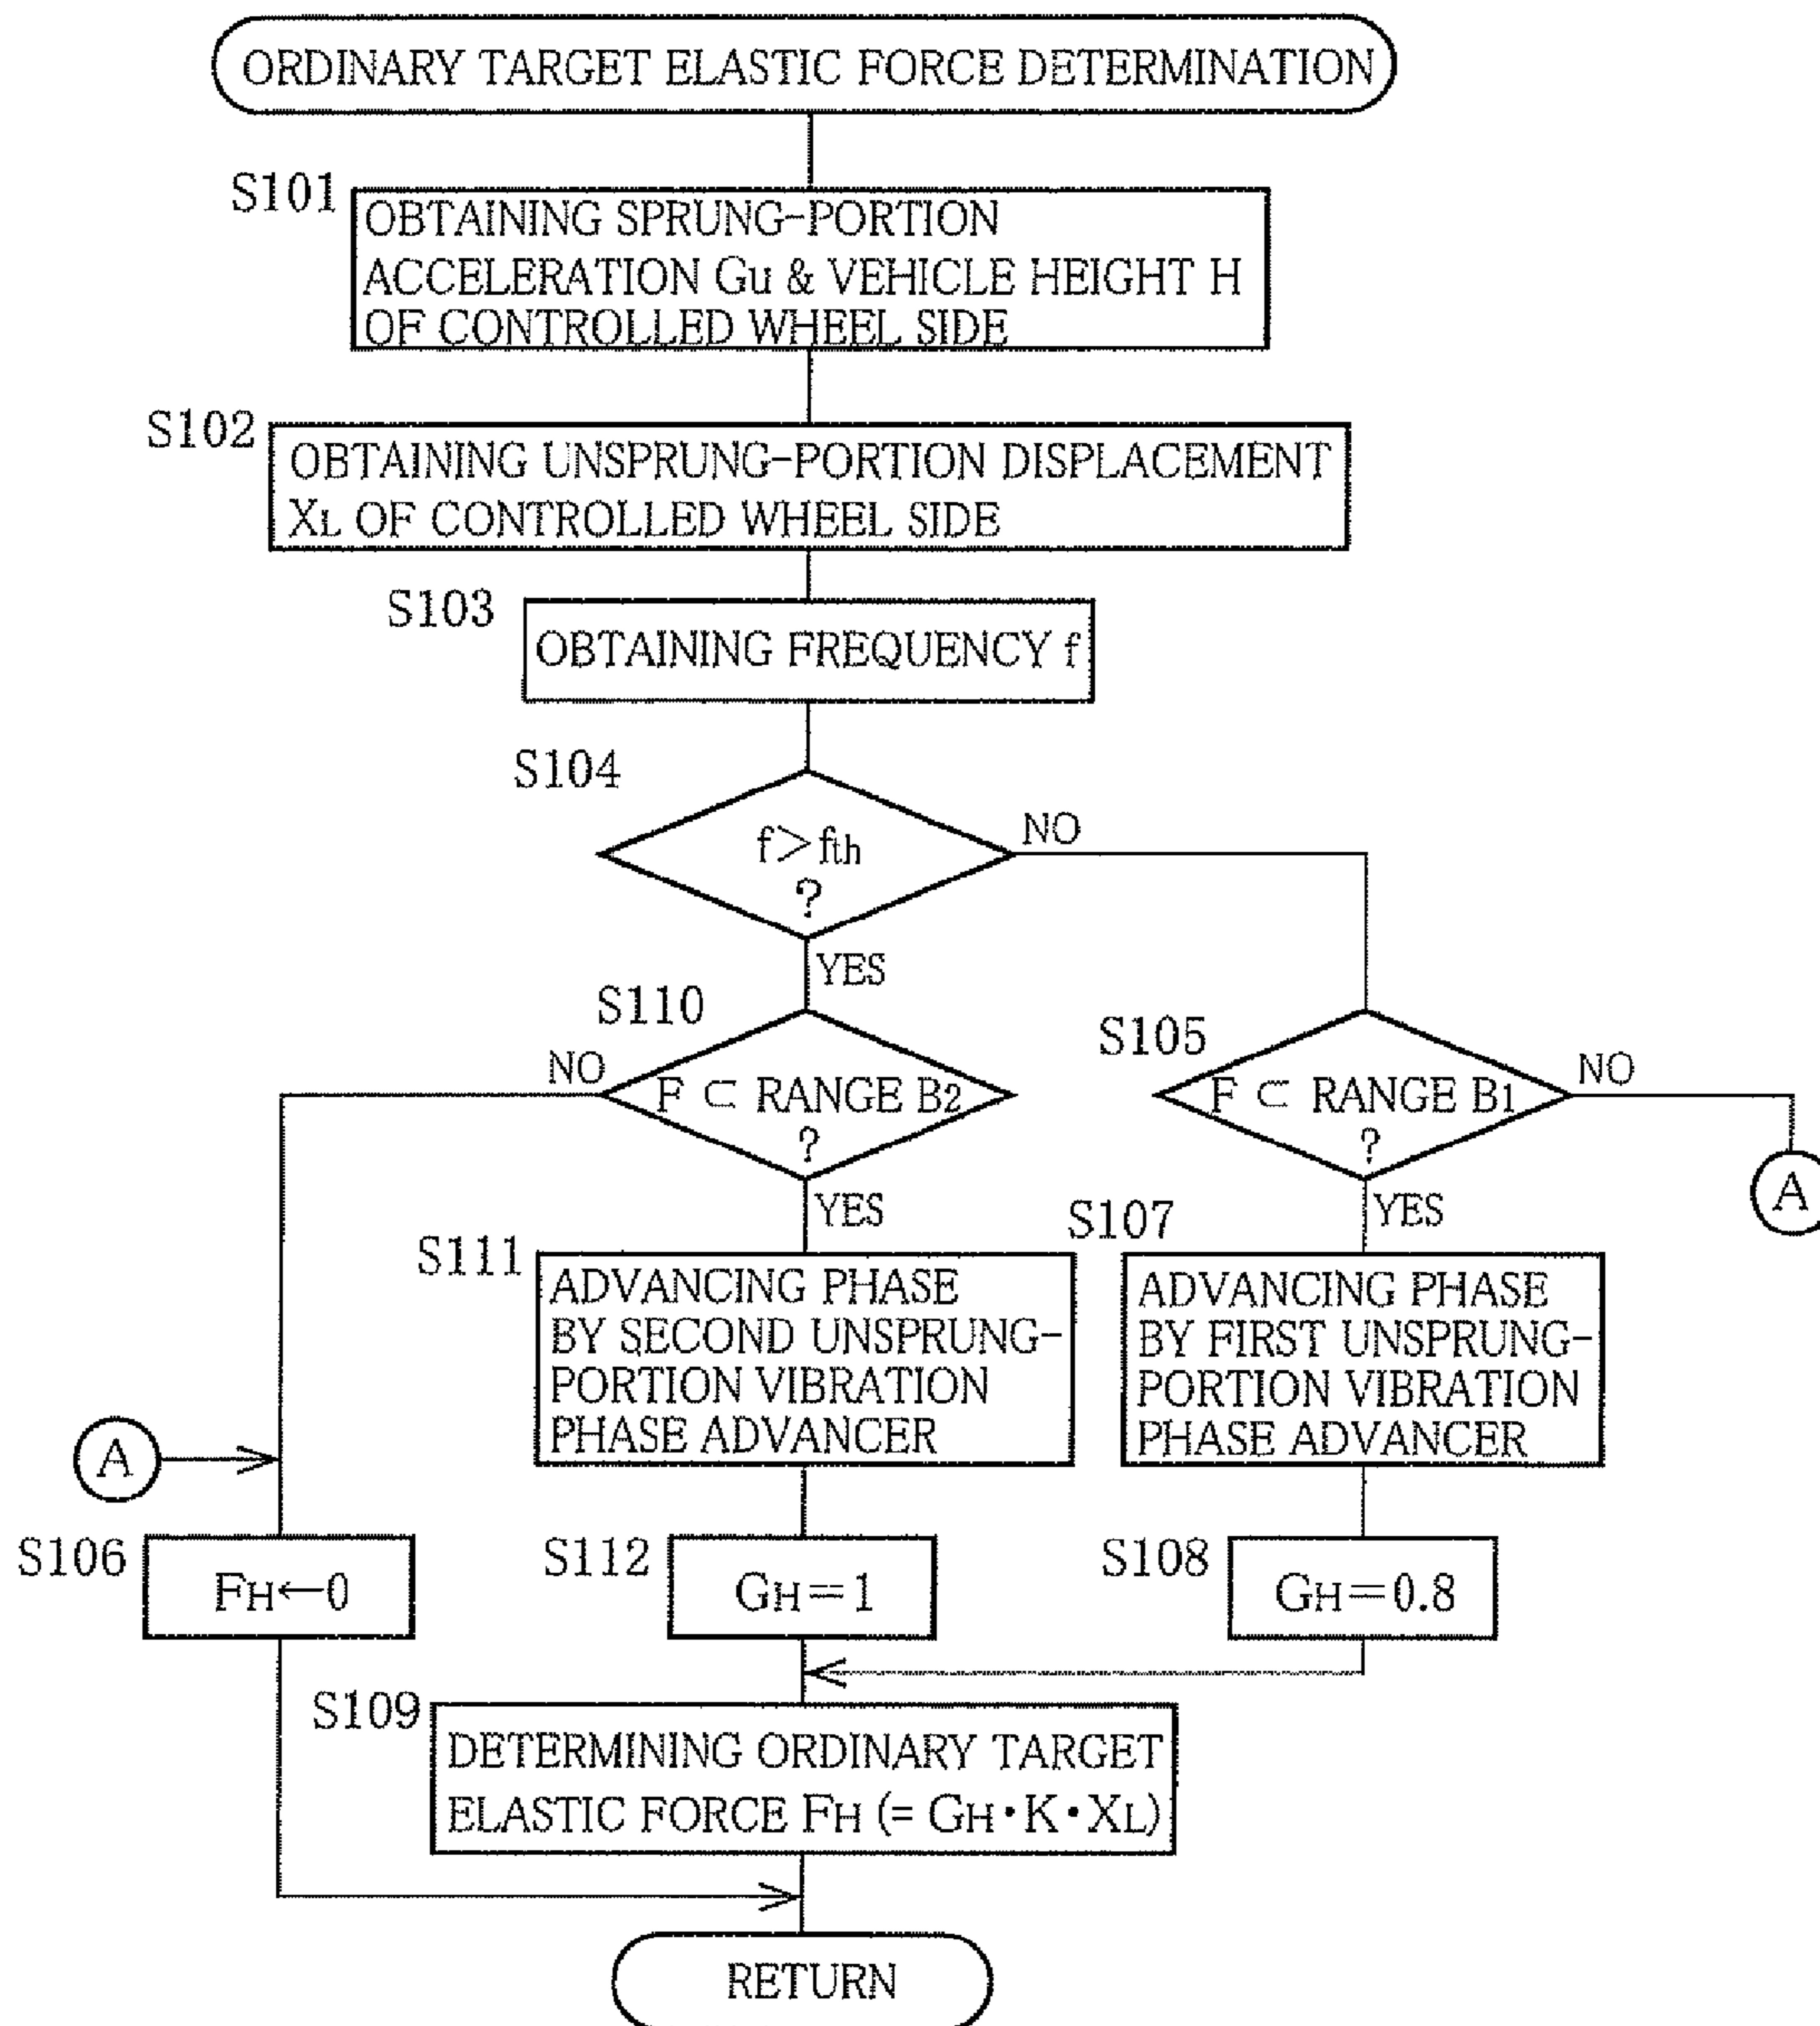 ORDINARY TARGET ELASTIC FORCE DETERMINATION
S101
OBTAINING SPRUNG-PORTION
ACCELERATION GU & VEHICLE HEIGHT H
OF CONTROLLED WHEEL SIDE
S102
OBTAINING UNSPRUNG-PORTION DISPLACEMENT
XL OF CONTROLLED WHEEL SIDE
S103
OBTAINING FREQUENCY f
S104
f>fth
?
NO
YES
S110
NO
F ⊂ RANGE B2
?
YES
S105
F ⊂ RANGE B1
?
NO
YES
A
S111
ADVANCING PHASE
BY SECOND UNSPRUNG-
PORTION VIBRATION
PHASE ADVANCER
S107
ADVANCING PHASE
BY FIRST UNSPRUNG-
PORTION VIBRATION
PHASE ADVANCER
A
S106
FH←0
S112
GH=1
S108
GH=0.8
S109
DETERMINING ORDINARY TARGET
ELASTIC FORCE FH (= GH・K・XL)
RETURN